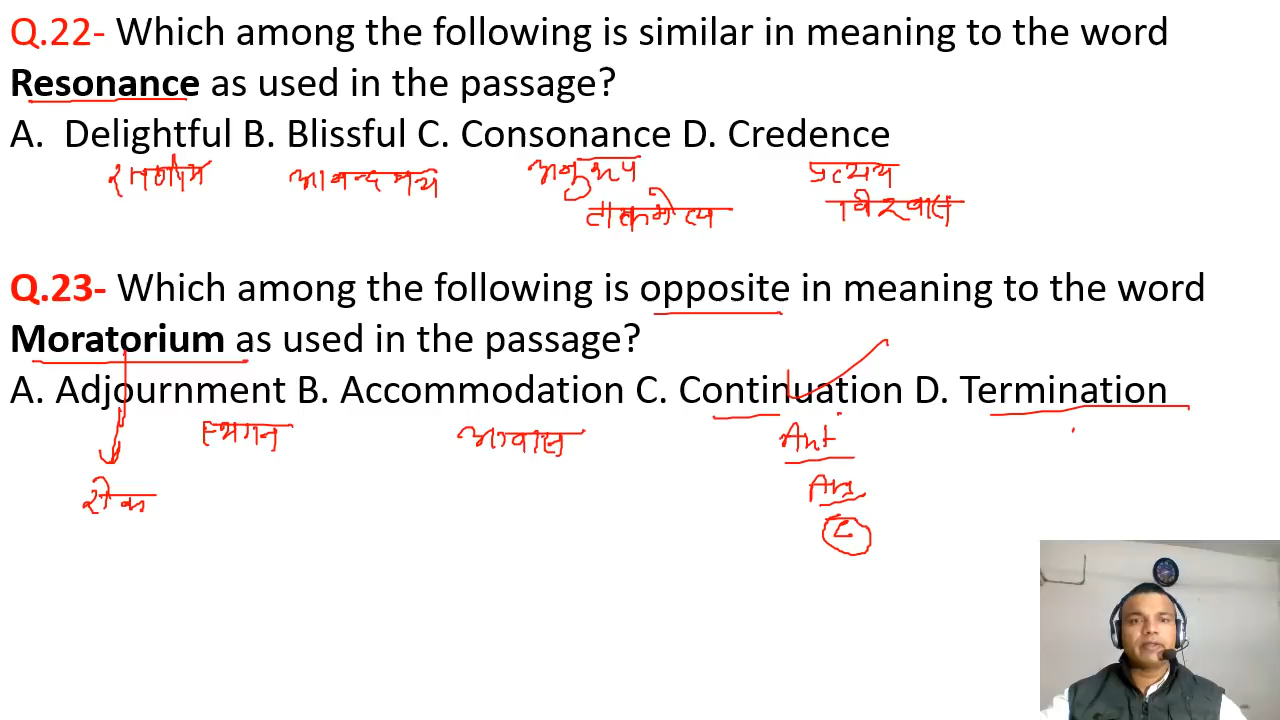 Q.22- Which among the following is similar in meaning to the word
Resonance as used in the passage?
A. Delightful B. Blissful C. Consonance D. Credence
आनन्दमय अनुरूप प्रत्यय
विश्वास
Q.23- Which among the following is opposite in meaning to the word
Moratorium as used in the passage?
A. Adjournment B. Accommodation C. Continuation D. Termination
स्थगन आवास Ant
रोक Ans
C